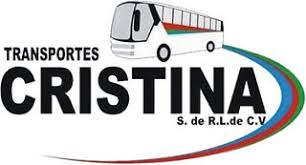 TRANSPORTES
CRISTINA
S. de R.L.de C.V